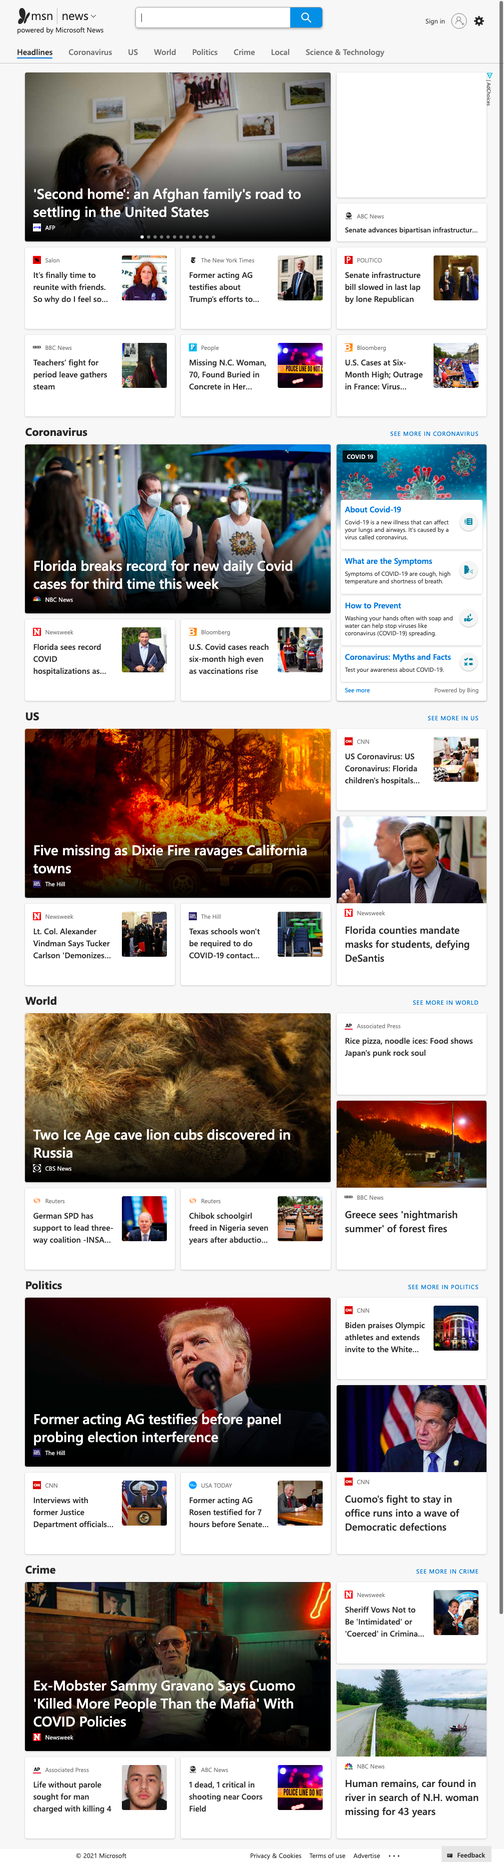 msn news
powered by Microsoft News
Sign in
Headlines Coronavirus US World Politics Crime Local Science & Technology
'Second home': an Afghan family's road to
settling in the United States
AFP
AdChoices
ABC News
Senate advances bipartisan infrastructur...
Salon
It's finally time to
reunite with friends.
So why do I feel so...
The New York Times
Former acting AG
testifies about
Trump's efforts to...
POLITICO
Senate infrastructure
bill slowed in last lap
by lone Republican
BBC News
Teachers' fight for
period leave gathers
steam
People
Missing N.C. Woman,
70, Found Buried in
Concrete in Her...
POLICE LINE DO NOT
Bloomberg
U.S. Cases at Six-
Month High; Outrage
in France: Virus...
Coronavirus
SEE MORE IN CORONAVIRUS
Florida breaks record for new daily Covid
cases for third time this week
NBC News
COVID 19
About Covid-19
Covid-19 is a new illness that can affect
your lungs and airways. It's caused by a
virus called coronavirus.
What are the Symptoms
Symptoms of COVID-19 are cough, high
temperature and shortness of breath.
How to Prevent
Washing your hands often with soap and
water can help stop viruses like
coronavirus (COVID-19) spreading.
Coronavirus: Myths and Facts
Test your awareness about COVID-19.
See more
Powered by Bing
Newsweek
Florida sees record
COVID
hospitalizations as...
Bloomberg
U.S. Covid cases reach
six-month high even
as vaccinations rise
US
SEE MORE IN US
Five missing as Dixie Fire ravages California
towns
The Hill
CNN
US Coronavirus: US
Coronavirus: Florida
children's hospitals...
Newsweek
Florida counties mandate
masks for students, defying
DeSantis
Newsweek
Lt. Col. Alexander
Vindman Says Tucker
Carlson 'Demonizes...
The Hill
Texas schools won't
be required to do
COVID-19 contact...
World
SEE MORE IN WORLD
Two Ice Age cave lion cubs discovered in
Russia
CBS News
AP Associated Press
Rice pizza, noodle ices: Food shows
Japan's punk rock soul
BBC News
Greece sees 'nightmarish
summer' of forest fires
Reuters
German SPD has
support to lead three-
way coalition -INSA...
Reuters
Chibok schoolgirl
freed in Nigeria seven
years after abductio...
Politics
SEE MORE IN POLITICS
Former acting AG testifies before panel
probing election interference
The Hill
CNN
Biden praises Olympic
athletes and extends
invite to the White...
CNN
Cuomo's fight to stay in
office runs into a wave of
Democratic defections
CNN
Interviews with
former Justice
Department officials...
USA TODAY
Former acting AG
Rosen testified for 7
hours before Senate...
Crime
SEE MORE IN CRIME
Ex-Mobster Sammy Gravano Says Cuomo
'Killed More People Than the Mafia' With
COVID Policies
Newsweek
Newsweek
Sheriff Vows Not to
Be 'Intimidated' or
'Coerced' in Crimina...
NBC News
Human remains, car found in
river in search of N.H. woman
missing for 43 years
AP Associated Press
Life without parole
sought for man
charged with killing 4
ABC News
1 dead, 1 critical in
shooting near Coors
Field
POLICE LINE DO NOT
© 2021 Microsoft
Privacy & Cookies Terms of use Advertise ...
Feedback